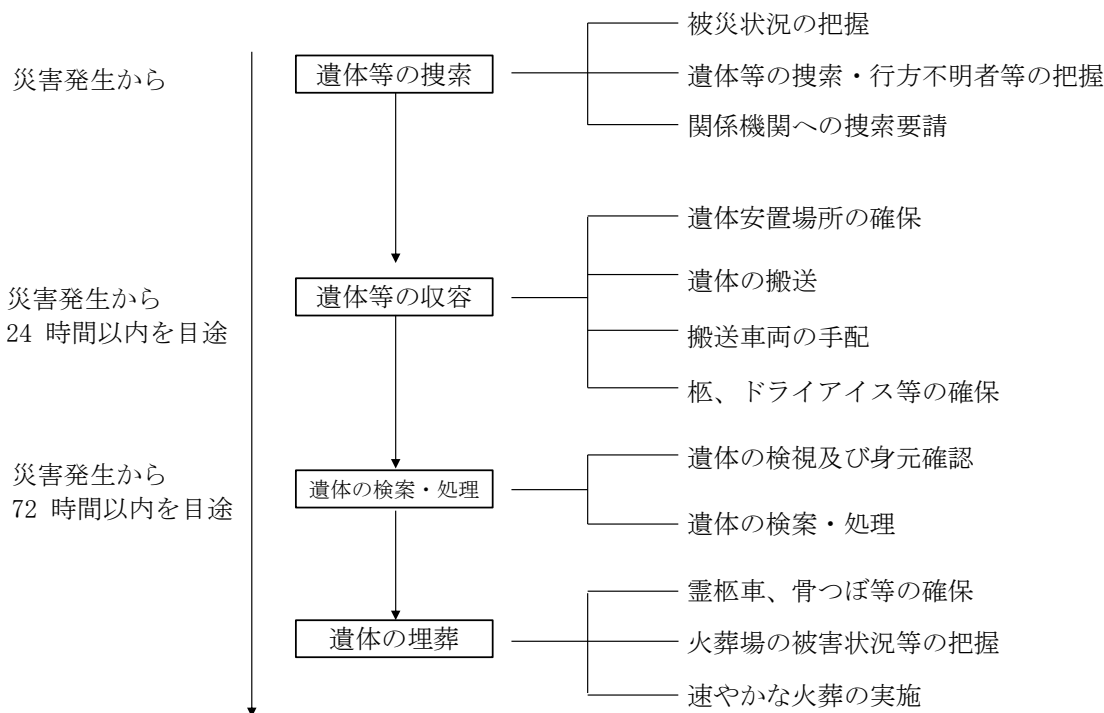 災害発生から
遺体等の捜索
被災状況の把握
遺体等の捜索・行方不明者等の把握
関係機関への捜索要請
災害発生から
24 時間以内を目途
遺体等の収容
遺体安置場所の確保
遺体の搬送
搬送車両の手配
柩、ドライアイス等の確保
災害発生から
72 時間以内を目途
遺体の検案・処理
遺体の検視及び身元確認
遺体の検案・処理
遺体の埋葬
霊柩車、骨つぼ等の確保
火葬場の被害状況等の把握
速やかな火葬の実施